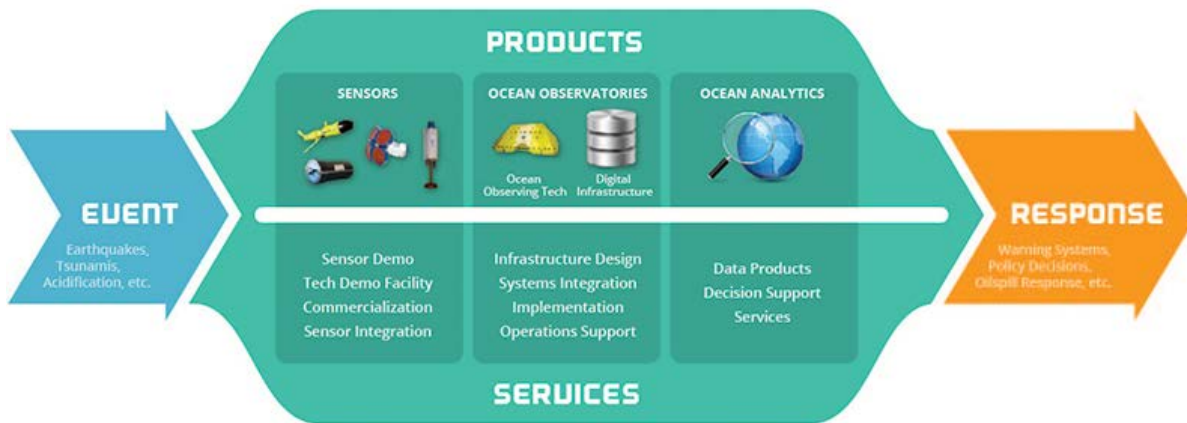 PRODUCTS
SENSORS
OCEAN OBSERVATORIES
Ocean
Observing Tech
Digital
Infrastructure
OCEAN ANALYTICS
EVENT
Earthquakes,
Tsunamis,
Acidification, etc.
Sensor Demo
Tech Demo Facility
Commercialization
Sensor Integration
Infrastructure Design
Systems Integration
Implementation
Operations Support
Data Products
Decision Support
Services
RESPONSE
Warning Systems,
Policy Decisions,
Oilspill Response, etc.
SERVICES